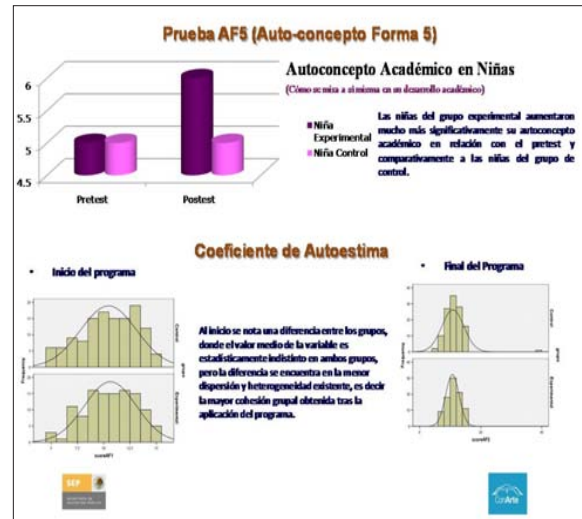 Prueba AF5 (Auto-concepto Forma 5)
Autoconcepto Académico en Niñas
(Cómo se mira a sí misma en su desarrollo académico)
6
5.5
5
4.5
Pretest
Postest
Niña
Experimental
Niña Control
Las niñas del grupo experimental aumentaron
mucho más significativamente su autoconcepto
académico en relación con el pretest y
comparativamente a las niñas del grupo de
control.
Coeficiente de Autoestima
• Inicio del programa
• Final del Programa
Al inicio se nota una diferencia entre los grupos,
donde el valor medio de la variable es
estadísticamente indistinto en ambos grupos,
pero la diferencia se encuentra en la menor
dispersión y heterogeneidad existente, es decir
la mayor cohesión grupal obtenida tras la
aplicación del programa.
Control
Experimental
grupo
Control
Experimental
SEP
ConArte